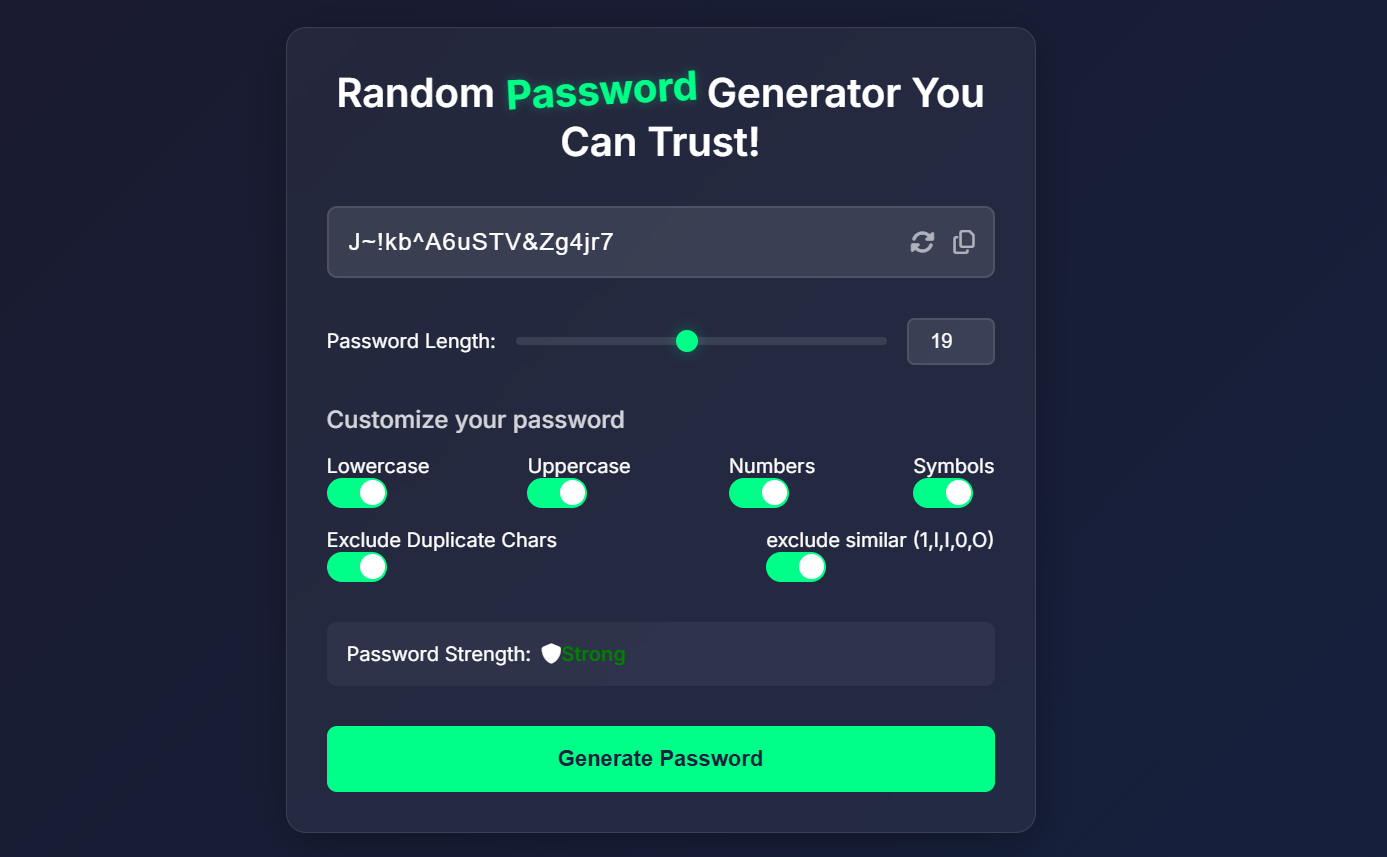 Random Password Generator You
Can Trust!
J~!kb^A6uSTV&Zg4jr7
Password Length:
19
Customize your password
Lowercase
Uppercase
Numbers
Symbols
Exclude Duplicate Chars
exclude similar (1,l,I,0,O)
Password Strength:
Strong
Generate Password